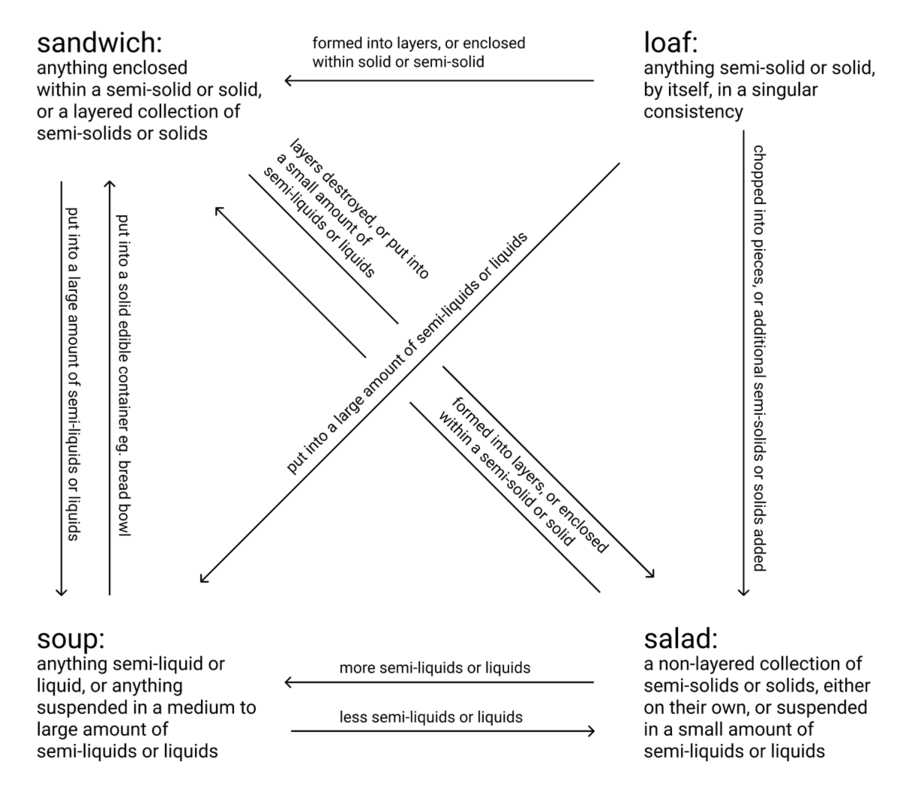 sandwich:
anything enclosed
within a semi-solid or solid,
or a layered collection of
semi-solids or solids
formed into layers, or enclosed
within solid or semi-solid
loaf:
anything semi-solid or solid,
by itself, in a singular
consistency
layers destroyed, or put into
a small amount of
semi-liquids or liquids
put into a large amount of semi-liquids or liquids
put into a solid edible container eg. bread bowl
put into a large amount of semi-liquids or liquids
formed into layers, or enclosed
within a semi-solid or solid
chopped into pieces, or additional semi-solids or solids added
soup:
anything semi-liquid or
liquid, or anything
suspended in a medium to
large amount of
semi-liquids or liquids
more semi-liquids or liquids
less semi-liquids or liquids
salad:
a non-layered collection of
semi-solids or solids, either
on their own, or suspended
in a small amount of
semi-liquids or liquids